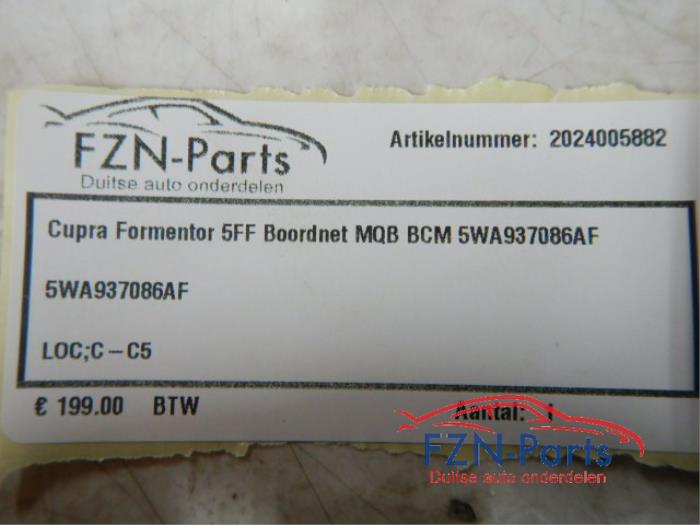 FZN-Parts
Duitse auto onderdelen
Artikelnummer: 2024005882
Cupra Formentor 5FF Boordnet MQB BCM 5WA937086AF
5WA937086AF
LOC;C-C5
€ 199.00 BTW
Aantal: 1
FZN-Parts
Duitse auto onderdelen